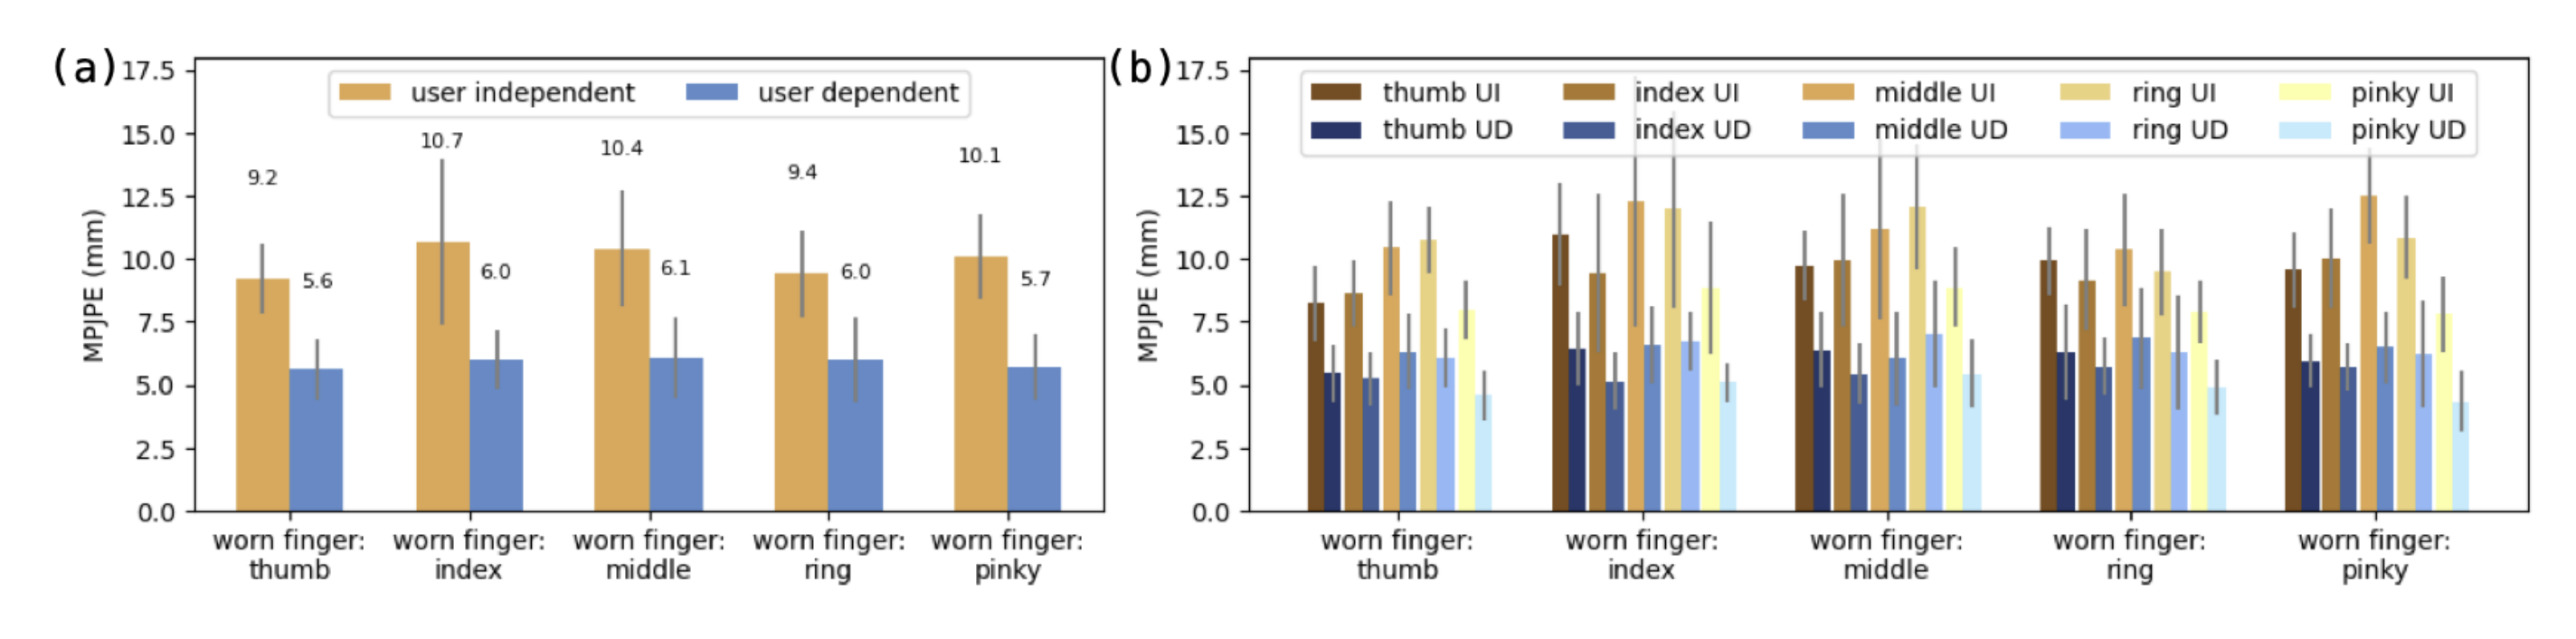 (a)
17.5
15.0
12.5
10.0
7.5
5.0
2.5
0.0
MPJPE (mm)
user independent user dependent
9.2
5.6
10.7
6.0
10.4
6.1
9.4
6.0
10.1
5.7
worn finger:
thumb
worn finger:
index
worn finger:
middle
worn finger:
ring
worn finger:
pinky
(b)
17.5
15.0
12.5
10.0
7.5
5.0
2.5
0.0
MPJPE (mm)
thumb UI index UI middle UI ring UI pinky UI
thumb UD index UD middle UD ring UD pinky UD
worn finger:
thumb
worn finger:
index
worn finger:
middle
worn finger:
ring
worn finger:
pinky